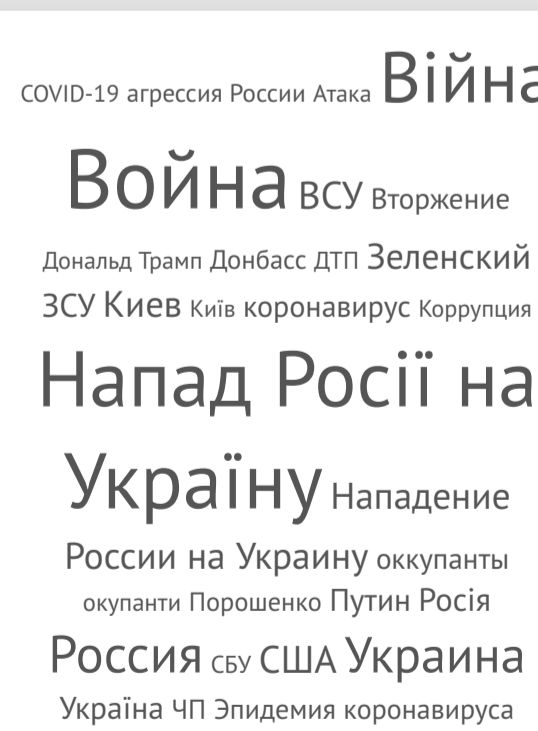 COVID-19 агрессия России Атака Війна
Война ВСУ Вторжение
Дональд Трамп Донбасс ДТП Зеленский
ЗСУ Киев Київ коронавирус Коррупция
Напад Росії на
Україну Нападение
России на Украину оккупанты
окупанти Порошенко Путин Росія
Россия СБУ США Украина
Україна ЧП Эпидемия коронавируса